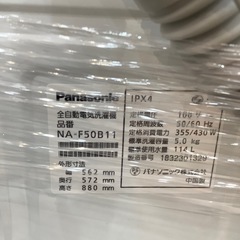 Panasonic
全自動電気洗濯機
品番
NA-F50B11
外形寸法
幅 562 mm
奥行 572 mm
高さ 880 mm
IPX4
定格電圧 100 V
定格周波数 50/60 Hz
定格消費電力 355/430 W
標準洗濯容量 5.0 kg
標準水量 114 L
パナソニック株式会社
中国製